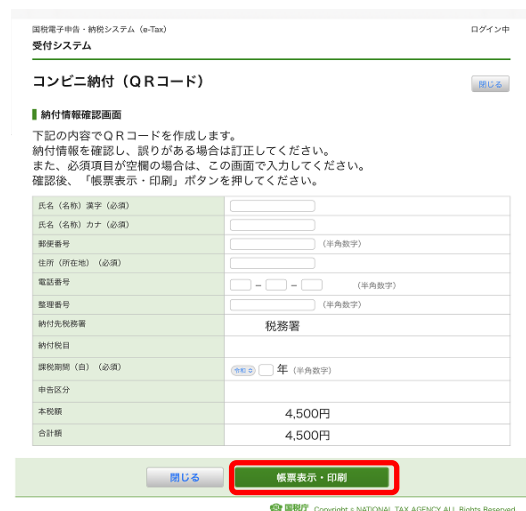 国税電子申告・納税システム（e-Tax） ログイン中
受付システム
コンビニ納付（ＱＲコード） 閉じる
納付情報確認画面
下記の内容でＱＲコードを作成します。
納付情報を確認し、誤りがある場合は訂正してください。
また、必須項目が空欄の場合は、この画面で入力してください。
確認後、「帳票表示・印刷」ボタンを押してください。
氏名（名称）漢字（必須）
氏名（名称）カナ（必須）
郵便番号 （半角数字）
住所（所在地）（必須）
電話番号 － － （半角数字）
整理番号 （半角数字）
納付先税務署 税務署
納付税目
課税期間（自）（必須） 令和 年 （半角数字）
申告区分
本税額 4,500円
合計額 4,500円
閉じる 帳票表示・印刷
国税庁 Copyright c NATIONAL TAX AGENCY ALL Rights Reserved